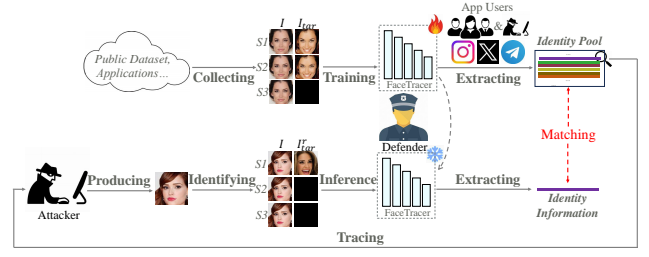 App Users
&
I I_tar
S1
S2
S3
Public Dataset,
Applications…
Collecting
Training
FaceTracer
Extracting
Identity Pool
Defender
Matching
I I^r_tar
S1
S2
S3
Attacker
Producing
Identifying
Inference
FaceTracer
Extracting
Identity
Information
Tracing